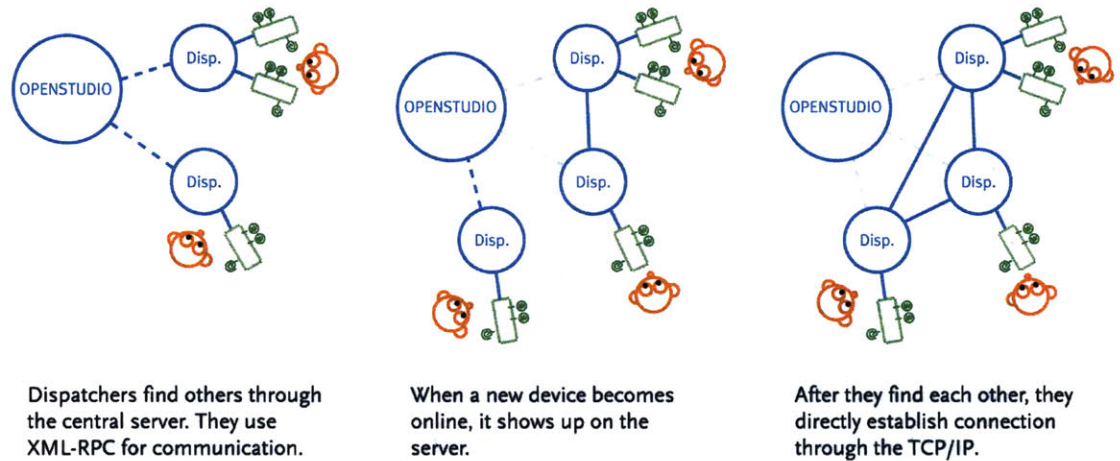 OPENSTUDIO
Disp.
Disp.
OPENSTUDIO
Disp.
Disp.
Disp.
OPENSTUDIO
Disp.
Disp.
Disp.
Dispatchers find others through
the central server. They use
XML-RPC for communication.
When a new device becomes
online, it shows up on the
server.
After they find each other, they
directly establish connection
through the TCP/IP.